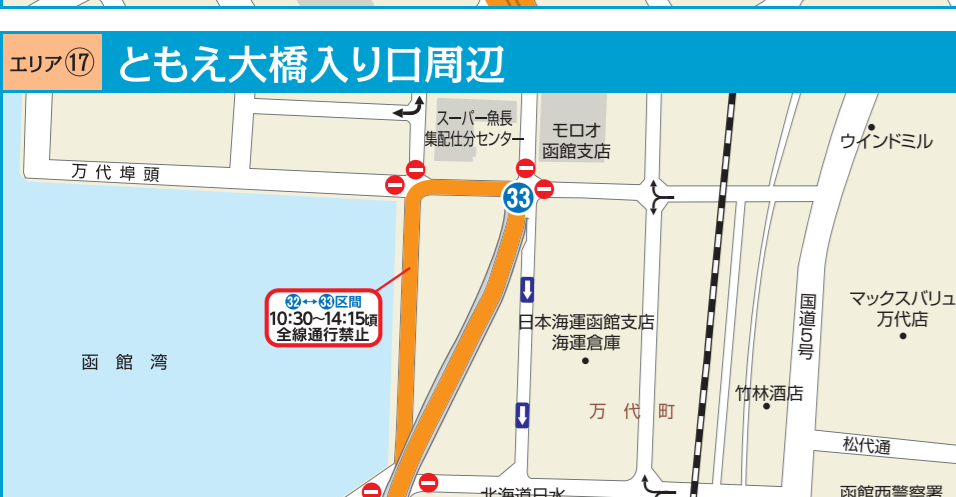 エリア⑰ ともえ大橋入り口周辺
スーパー魚長
集配仕分センター
モロオ
函館支店
ウインドミル
万代埠頭
33
32↔33区間
10:30~14:15頃
全線通行禁止
日本海運函館支店
海運倉庫
国道5号
マックスバリュ
万代店
函館湾
竹林酒店
万代町
松代通
北海道日水
函館西警察署